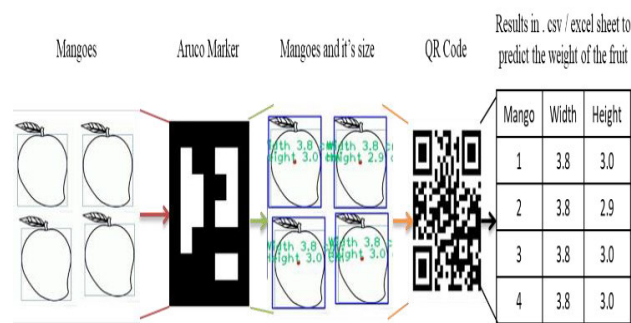 Mangoes
Aruco Marker
Mangoes and it's size
QR Code
Results in .csv / excel sheet to
predict the weight of the fruit
Width 3.8
height 3.0
Width 3.8
Height 2.9
Width 3.8
Height 3.0
Width 3.8
Height 3.0
Mango Width Height
1 3.8 3.0
2 3.8 2.9
3 3.8 3.0
4 3.8 3.0